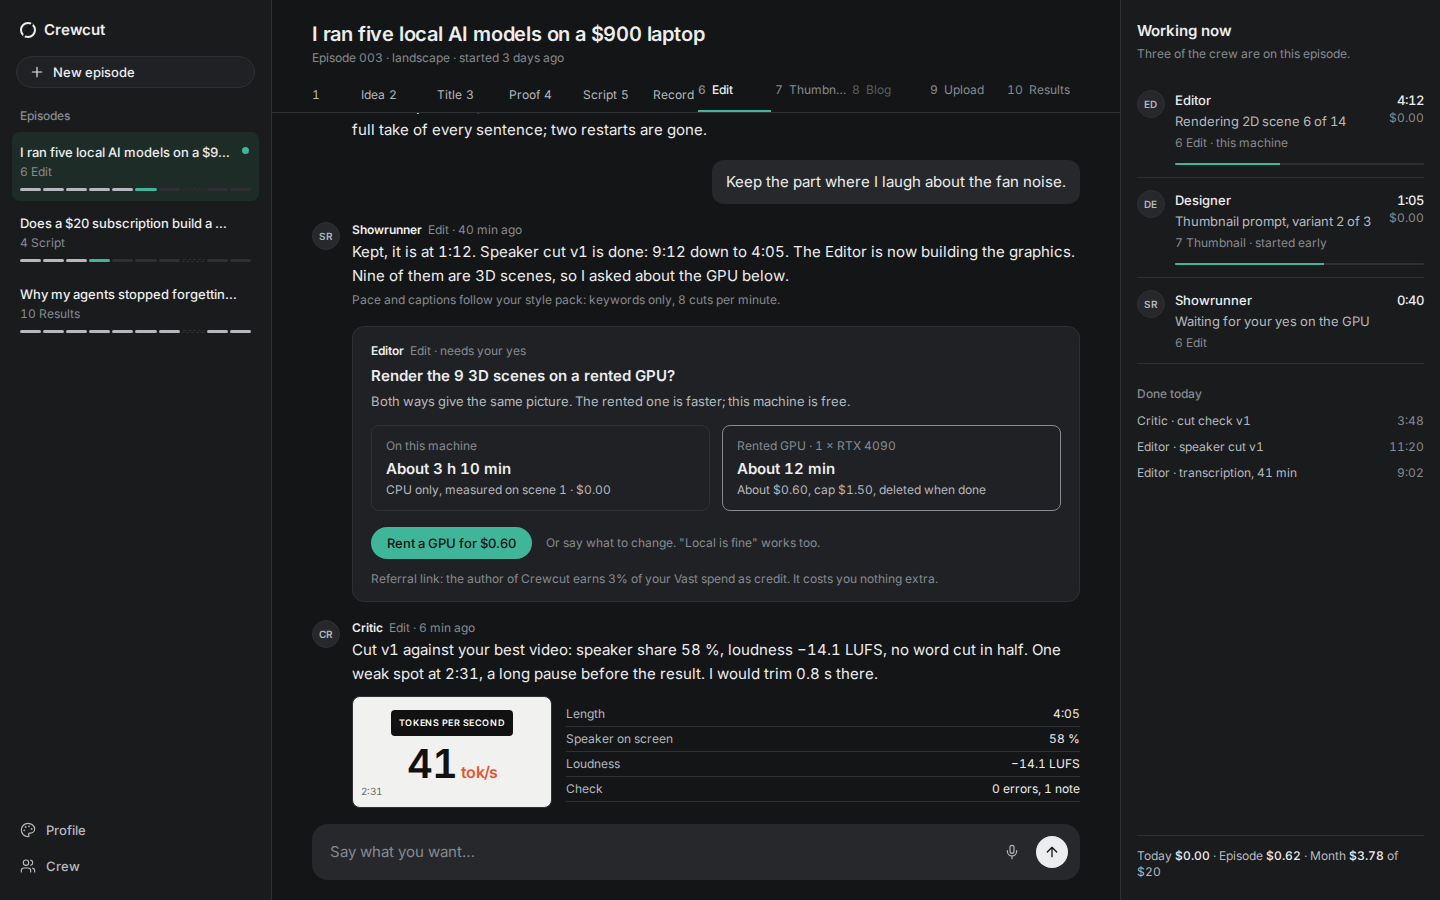 Crewcut
New episode
Episodes
I ran five local AI models on a $9...
6 Edit
Does a $20 subscription build a ...
4 Script
Why my agents stopped forgettin...
10 Results
Profile
Crew
I ran five local AI models on a $900 laptop
Episode 003 · landscape · started 3 days ago
1 Idea 2 Title 3 Proof 4 Script 5 Record 6 Edit 7 Thumbn... 8 Blog 9 Upload 10 Results
full take of every sentence; two restarts are gone.
Keep the part where I laugh about the fan noise.
SR Showrunner Edit · 40 min ago
Kept, it is at 1:12. Speaker cut v1 is done: 9:12 down to 4:05. The Editor is now building the graphics.
Nine of them are 3D scenes, so I asked about the GPU below.
Pace and captions follow your style pack: keywords only, 8 cuts per minute.
Editor Edit · needs your yes
Render the 9 3D scenes on a rented GPU?
Both ways give the same picture. The rented one is faster; this machine is free.
On this machine
About 3 h 10 min
CPU only, measured on scene 1 · $0.00
Rented GPU · 1 × RTX 4090
About 12 min
About $0.60, cap $1.50, deleted when done
Rent a GPU for $0.60 Or say what to change. "Local is fine" works too.
Referral link: the author of Crewcut earns 3% of your Vast spend as credit. It costs you nothing extra.
CR Critic Edit · 6 min ago
Cut v1 against your best video: speaker share 58 %, loudness −14.1 LUFS, no word cut in half. One
weak spot at 2:31, a long pause before the result. I would trim 0.8 s there.
TOKENS PER SECOND
41 tok/s
2:31
Length 4:05
Speaker on screen 58 %
Loudness −14.1 LUFS
Check 0 errors, 1 note
Say what you want...
Working now
Three of the crew are on this episode.
ED Editor 4:12
Rendering 2D scene 6 of 14 $0.00
6 Edit · this machine
DE Designer 1:05
Thumbnail prompt, variant 2 of 3 $0.00
7 Thumbnail · started early
SR Showrunner 0:40
Waiting for your yes on the GPU
6 Edit
Done today
Critic · cut check v1 3:48
Editor · speaker cut v1 11:20
Editor · transcription, 41 min 9:02
Today $0.00 · Episode $0.62 · Month $3.78 of
$20